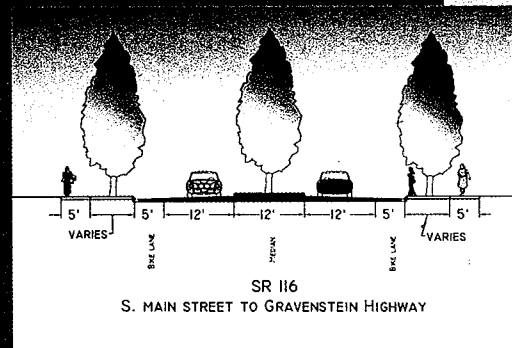 5' 5' 12' 12' 12' 5' 5'
VARIES VARIES
BIKE LANE MEDIAN BIKE LANE
SR 116
S. MAIN STREET TO GRAVENSTEIN HIGHWAY